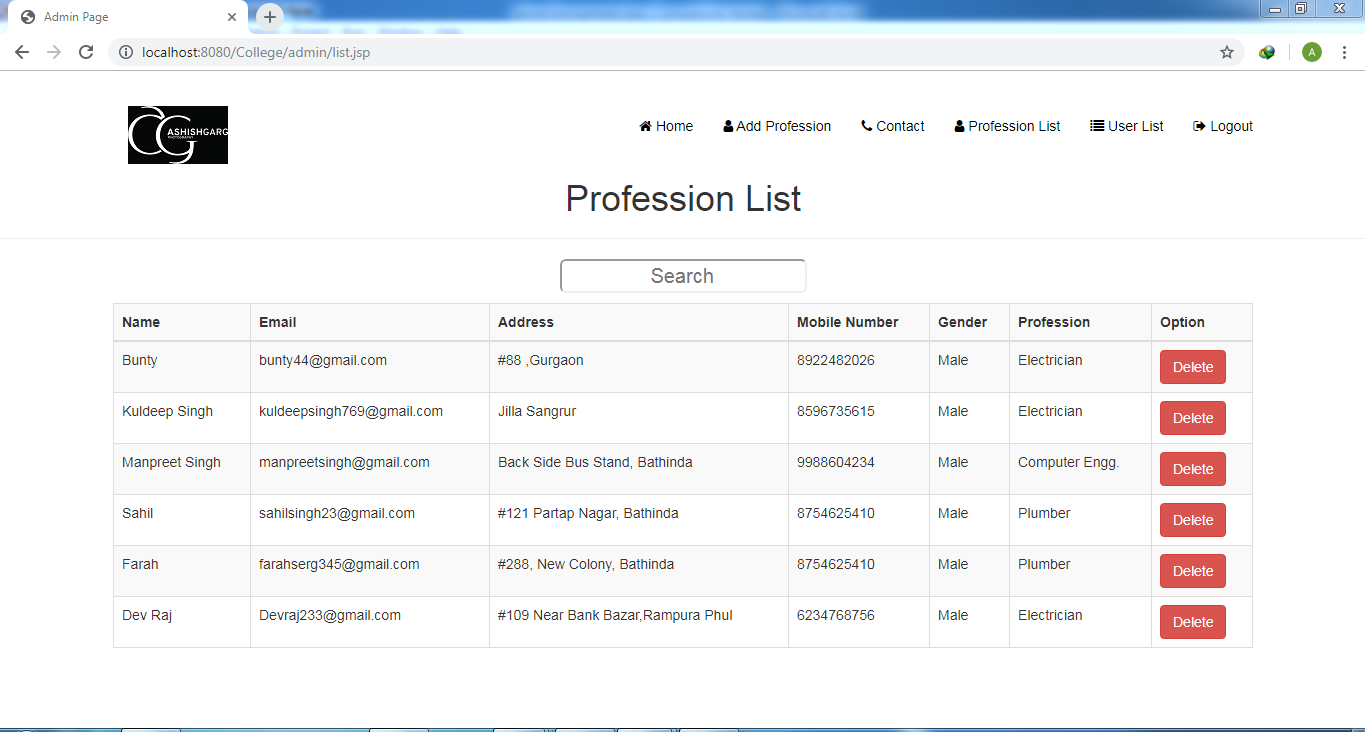 Admin Page
localhost:8080/College/admin/list.jsp
A
ASHISHGARG
PHOTOGRAPHY
Home Add Profession Contact Profession List User List Logout
Profession List
Search
Name Email Address Mobile Number Gender Profession Option
Bunty bunty44@gmail.com #88 ,Gurgaon 8922482026 Male Electrician Delete
Kuldeep Singh kuldeepsingh769@gmail.com Jilla Sangrur 8596735615 Male Electrician Delete
Manpreet Singh manpreetsingh@gmail.com Back Side Bus Stand, Bathinda 9988604234 Male Computer Engg. Delete
Sahil sahilsingh23@gmail.com #121 Partap Nagar, Bathinda 8754625410 Male Plumber Delete
Farah farahserg345@gmail.com #288, New Colony, Bathinda 8754625410 Male Plumber Delete
Dev Raj Devraj233@gmail.com #109 Near Bank Bazar,Rampura Phul 6234768756 Male Electrician Delete